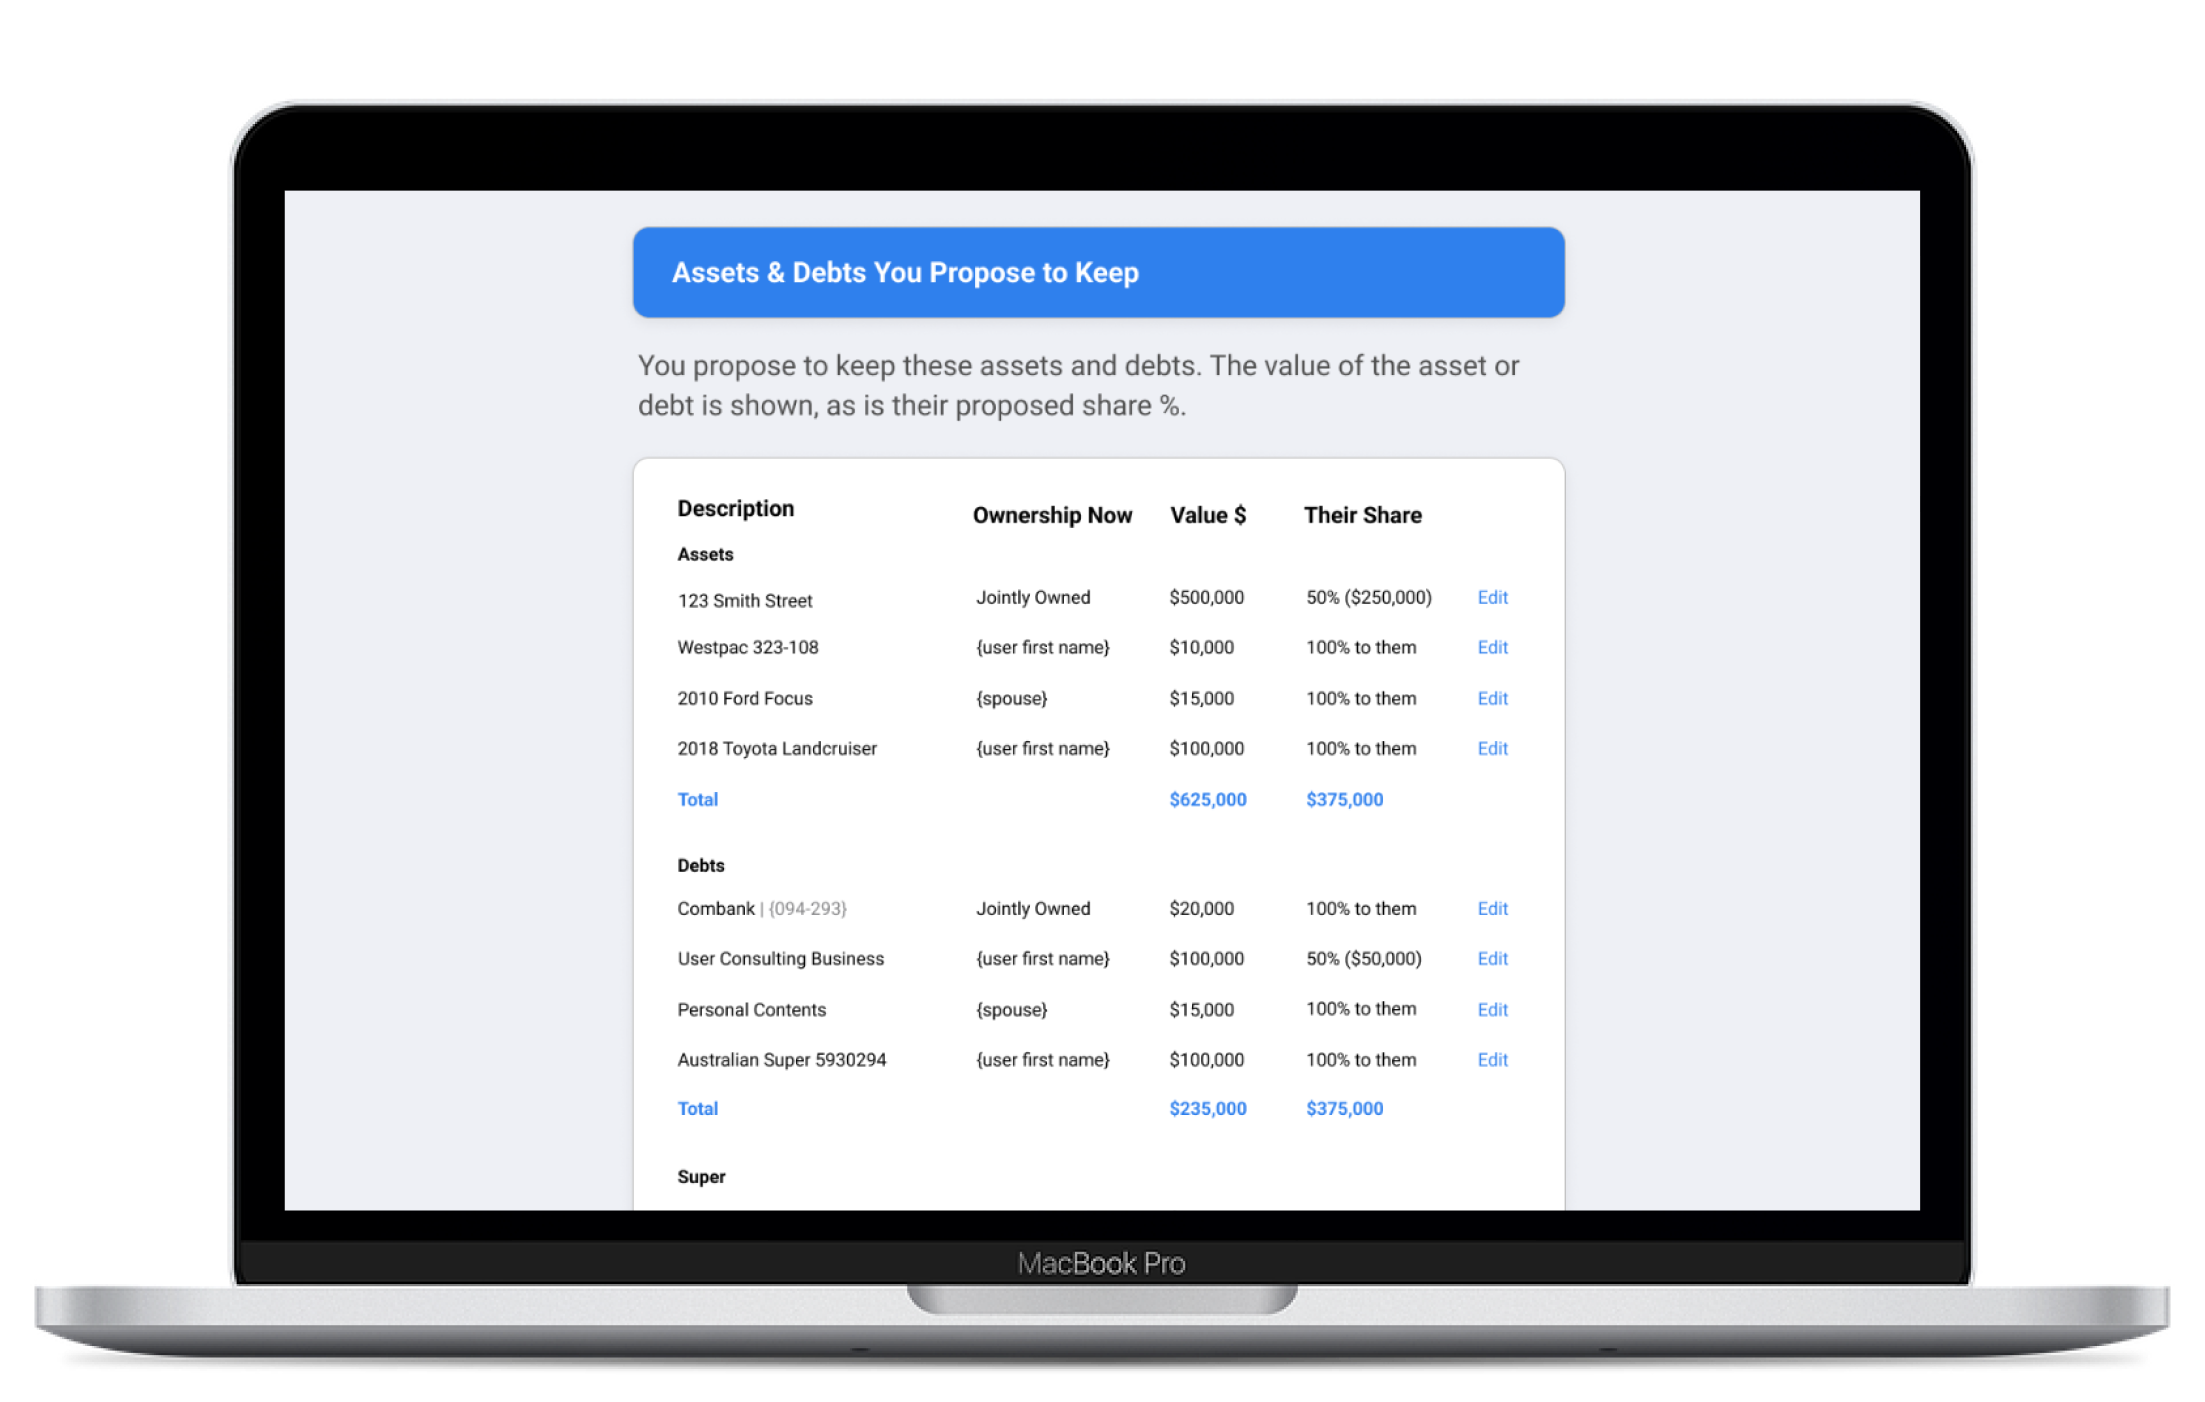 Assets & Debts You Propose to Keep
You propose to keep these assets and debts. The value of the asset or
debt is shown, as is their proposed share %.
Description Ownership Now Value $ Their Share
Assets
123 Smith Street Jointly Owned $500,000 50% ($250,000) Edit
Westpac 323-108 {user first name} $10,000 100% to them Edit
2010 Ford Focus {spouse} $15,000 100% to them Edit
2018 Toyota Landcruiser {user first name} $100,000 100% to them Edit
Total $625,000 $375,000
Debts
Combank | {094-293} Jointly Owned $20,000 100% to them Edit
User Consulting Business {user first name} $100,000 50% ($50,000) Edit
Personal Contents {spouse} $15,000 100% to them Edit
Australian Super 5930294 {user first name} $100,000 100% to them Edit
Total $235,000 $375,000
Super
MacBook Pro